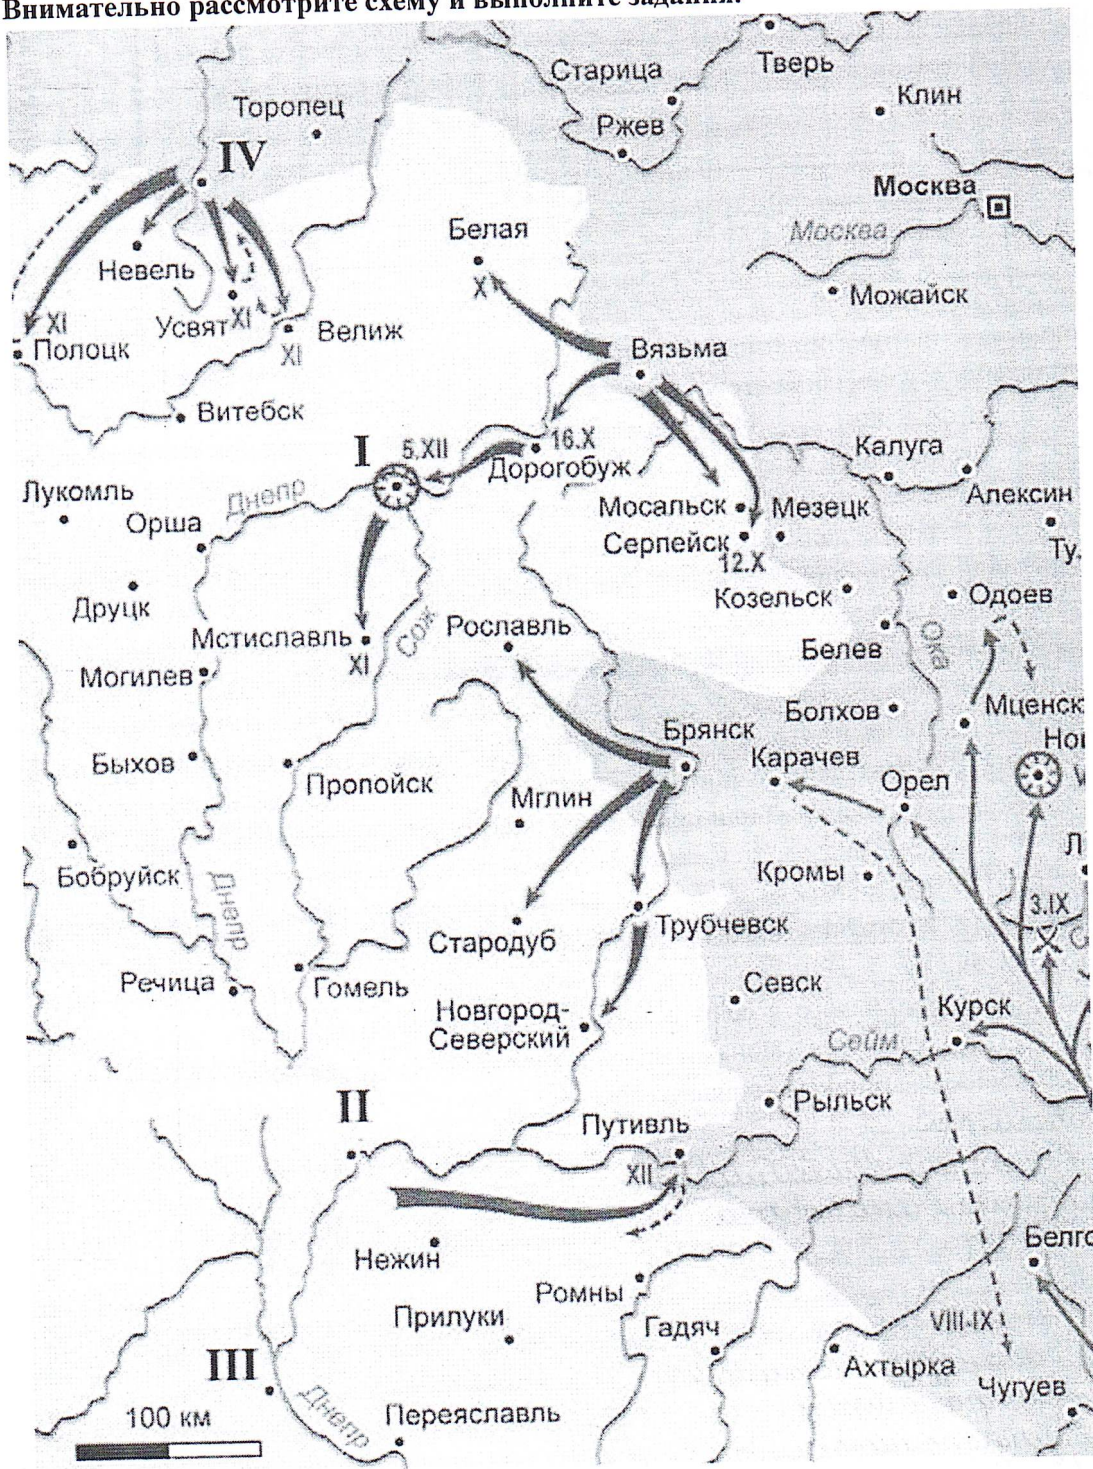 Внимательно рассмотрите схему и выполните задания.
Старица
Тверь
Клин
Торопец
Ржев
IV
Москва
Москва
Белая
X
Невель
Можайск
XI
Усвят
XI
Велиж
XI
Полоцк
Вязьма
Витебск
I
5.XII
16.X
Дорогобуж
Калуга
Лукомль
Днепр
Орша
Мосальск
Мезецк
Алексин
Серпейск
12.X
Ту.
Друцк
Козельск
Одоев
Мстиславль
XI
Сож
Рославль
Белев
Ока
Могилев
Болхов
Мценск
Брянск
Нов
Быхов
Пропойск
Карачев
Орел
V
Мглин
Бобруйск
Кромы
Л
Днепр
3.IX
С
Стародуб
Трубчевск
Речица
Гомель
Севск
Новгород-
Северский
Курск
Сейм
II
Рыльск
Путивль
XII
Нежин
Белго
Ромны
Прилуки
Гадяч
VIII-IX
III
Ахтырка
Чугуев
Днепр
100 км
Переяславль